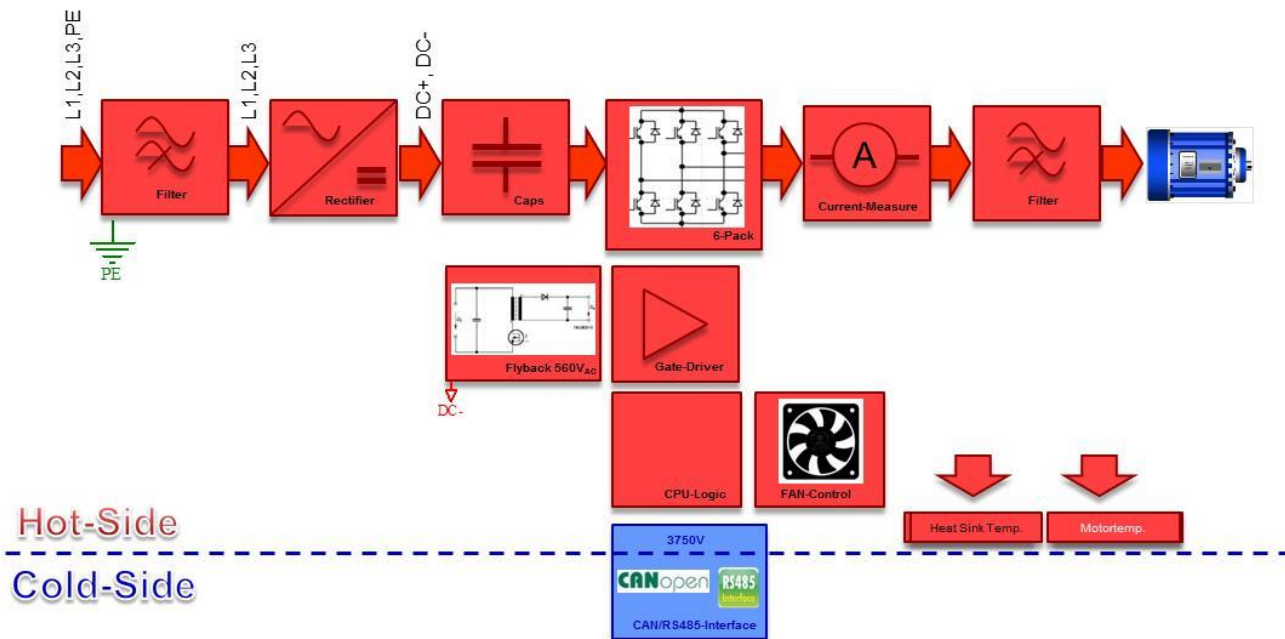 L1,L2,L3,PE
L1,L2,L3
DC+, DC-
Filter
Rectifier
Caps
6-Pack
A
Current-Measure
Filter
PE
Flyback 560VAC
Gate-Driver
DC-
CPU-Logic
FAN-Control
Heat Sink Temp.
Motortemp.
Hot-Side
Cold-Side
3750V
CANopen
RS485
Interface
CAN/RS485-Interface